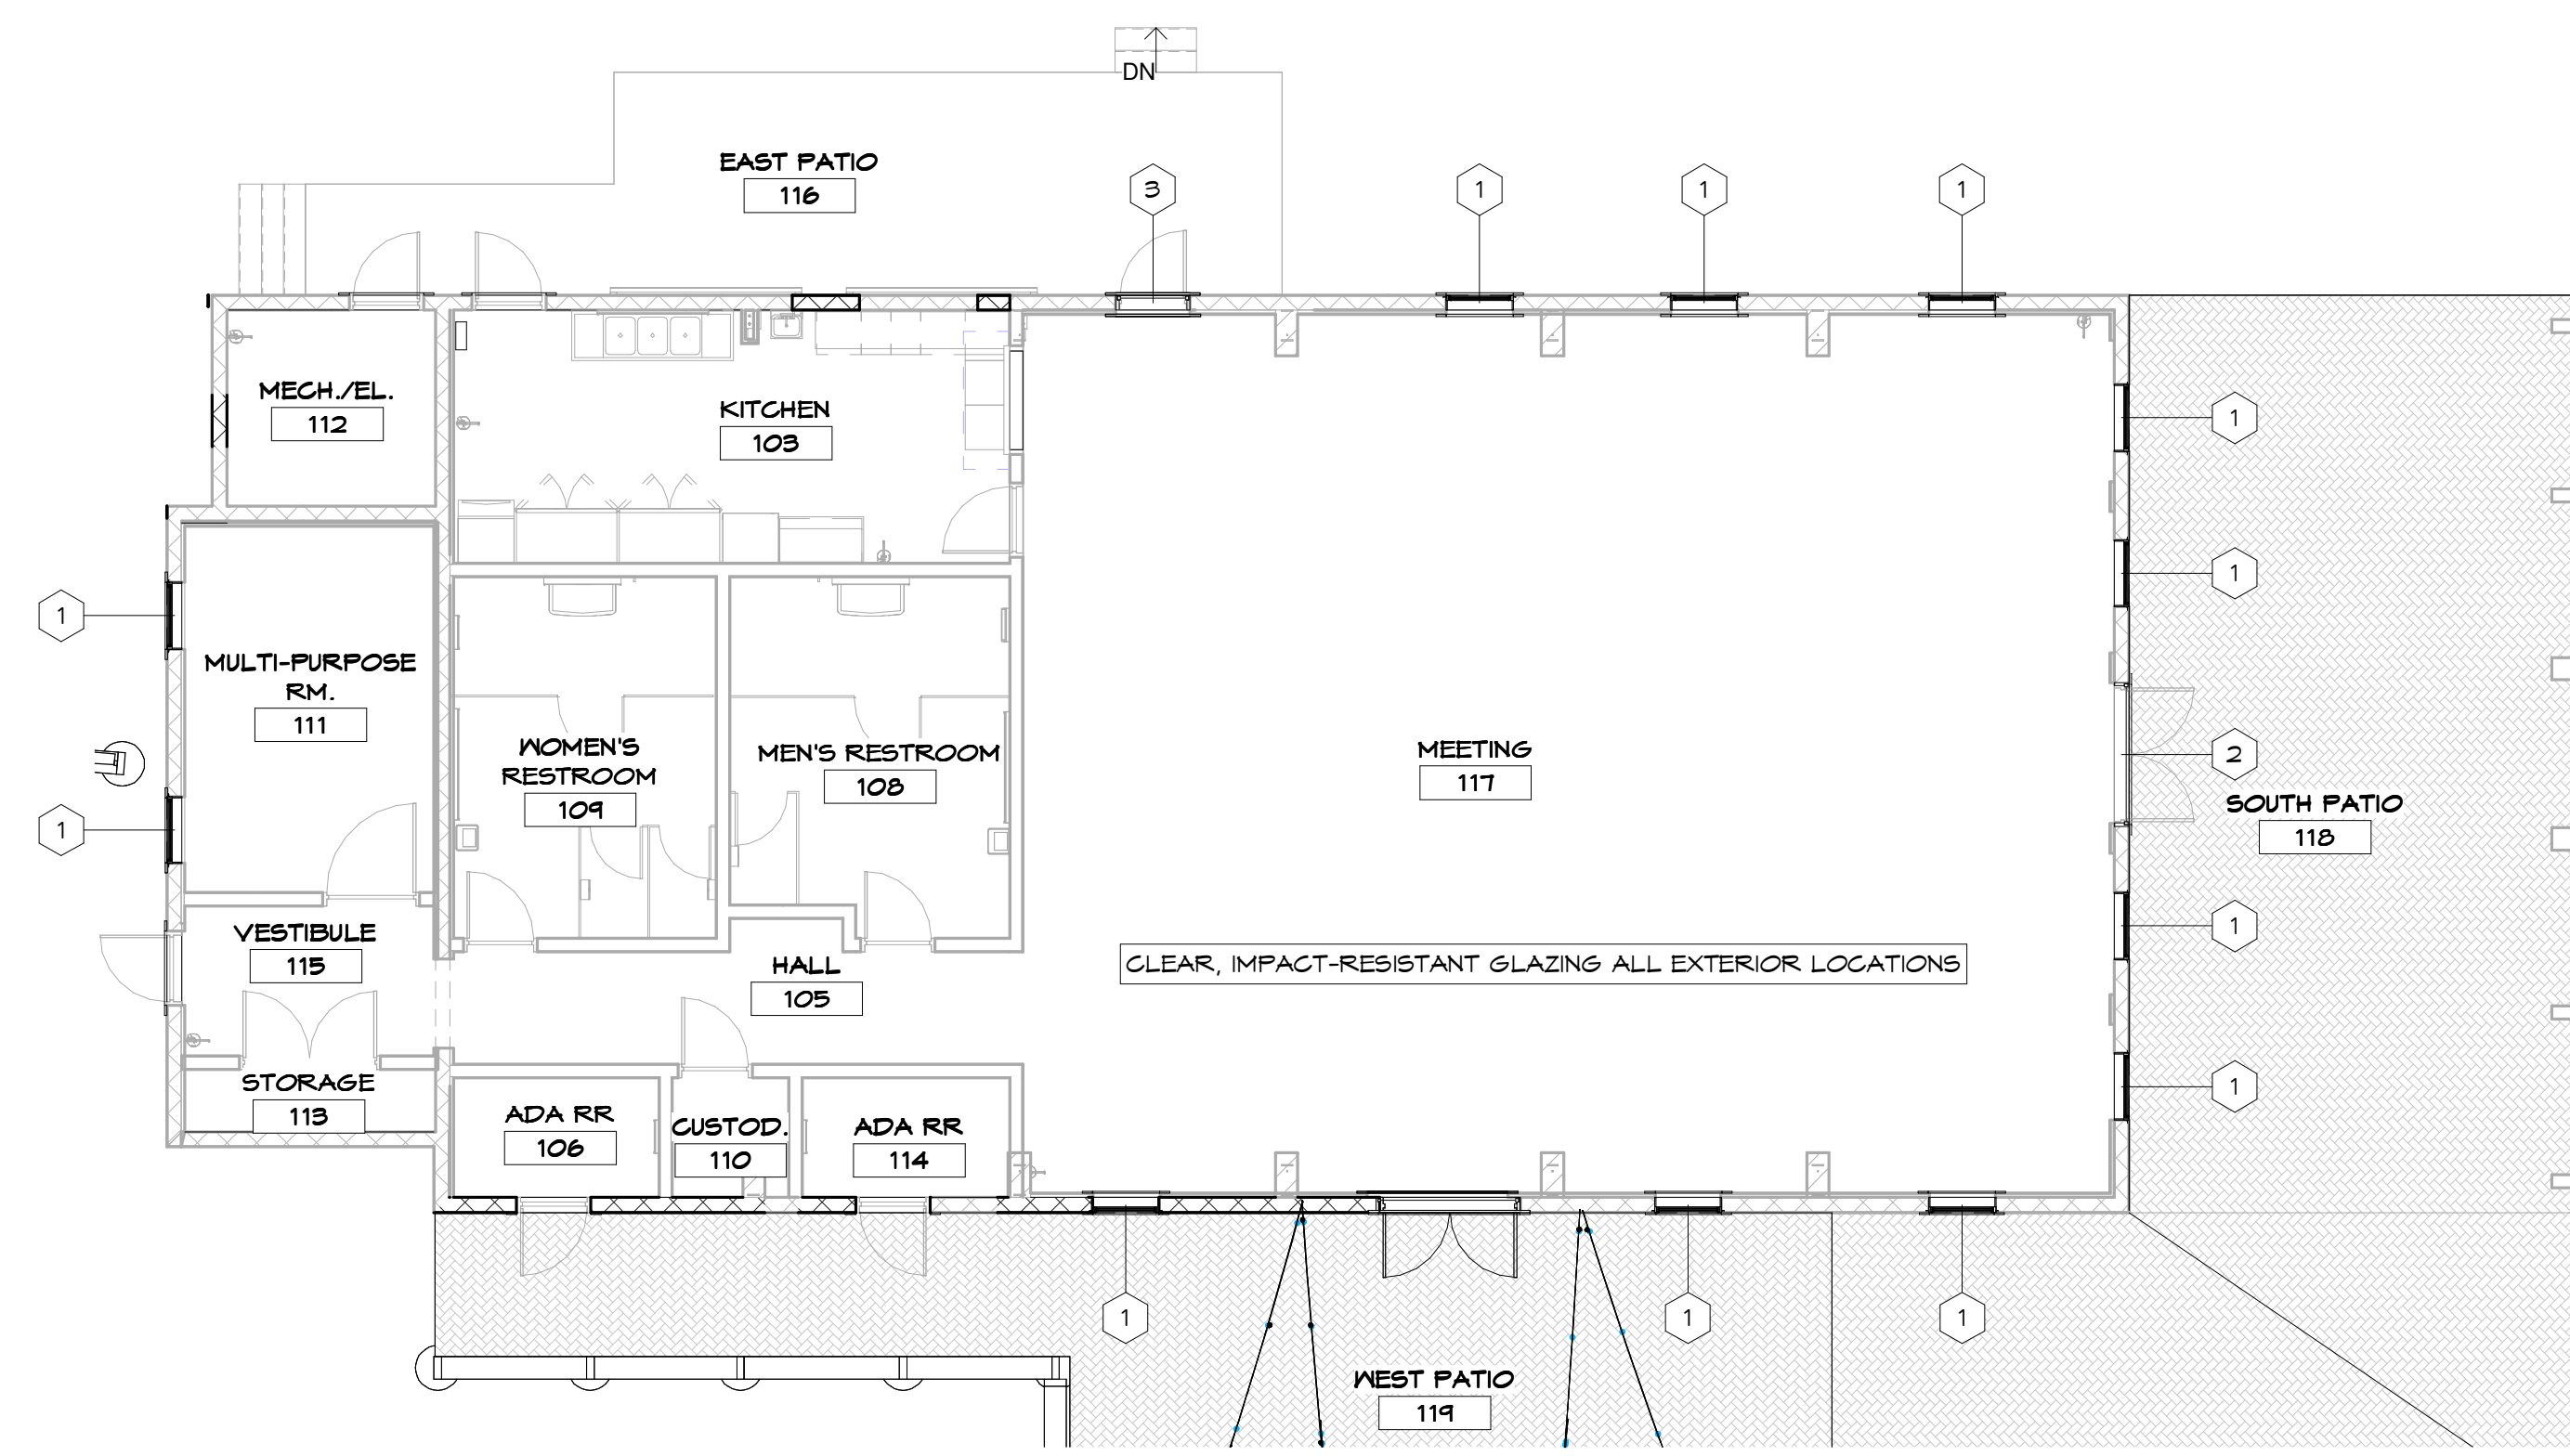 DN
EAST PATIO
116
3
1
1
1
MECH./EL.
112
KITCHEN
103
1
1
1
MULTI-PURPOSE
RM.
111
WOMEN'S
RESTROOM
109
MEN'S RESTROOM
108
MEETING
117
2
SOUTH PATIO
118
1
VESTIBULE
115
HALL
105
CLEAR, IMPACT-RESISTANT GLAZING ALL EXTERIOR LOCATIONS
1
STORAGE
113
1
ADA RR
106
CUSTOD.
110
ADA RR
114
1
1
1
WEST PATIO
119